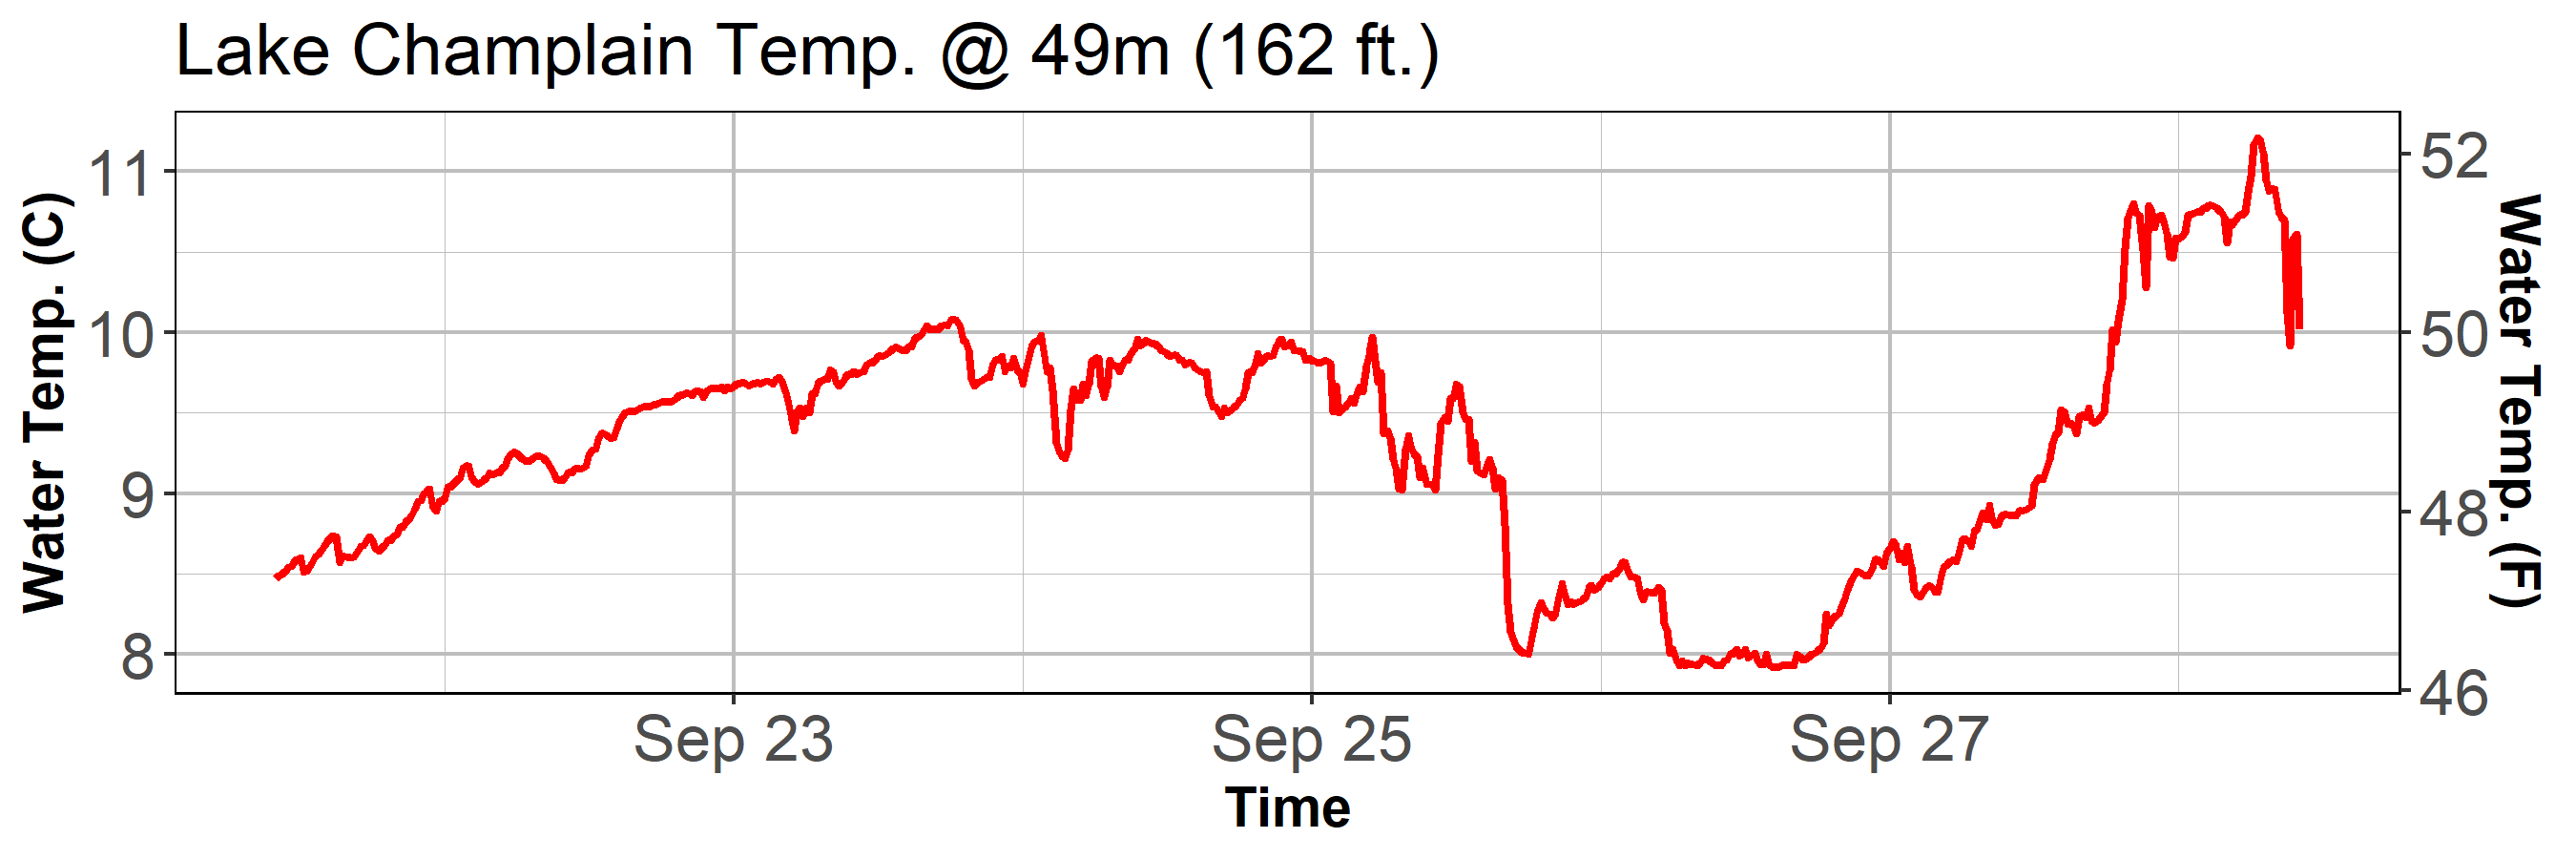 Lake Champlain Temp. @ 49m (162 ft.)
Water Temp. (C)
11
10
9
8
52
50
48
46
Water Temp. (F)
Sep 23
Sep 25
Sep 27
Time